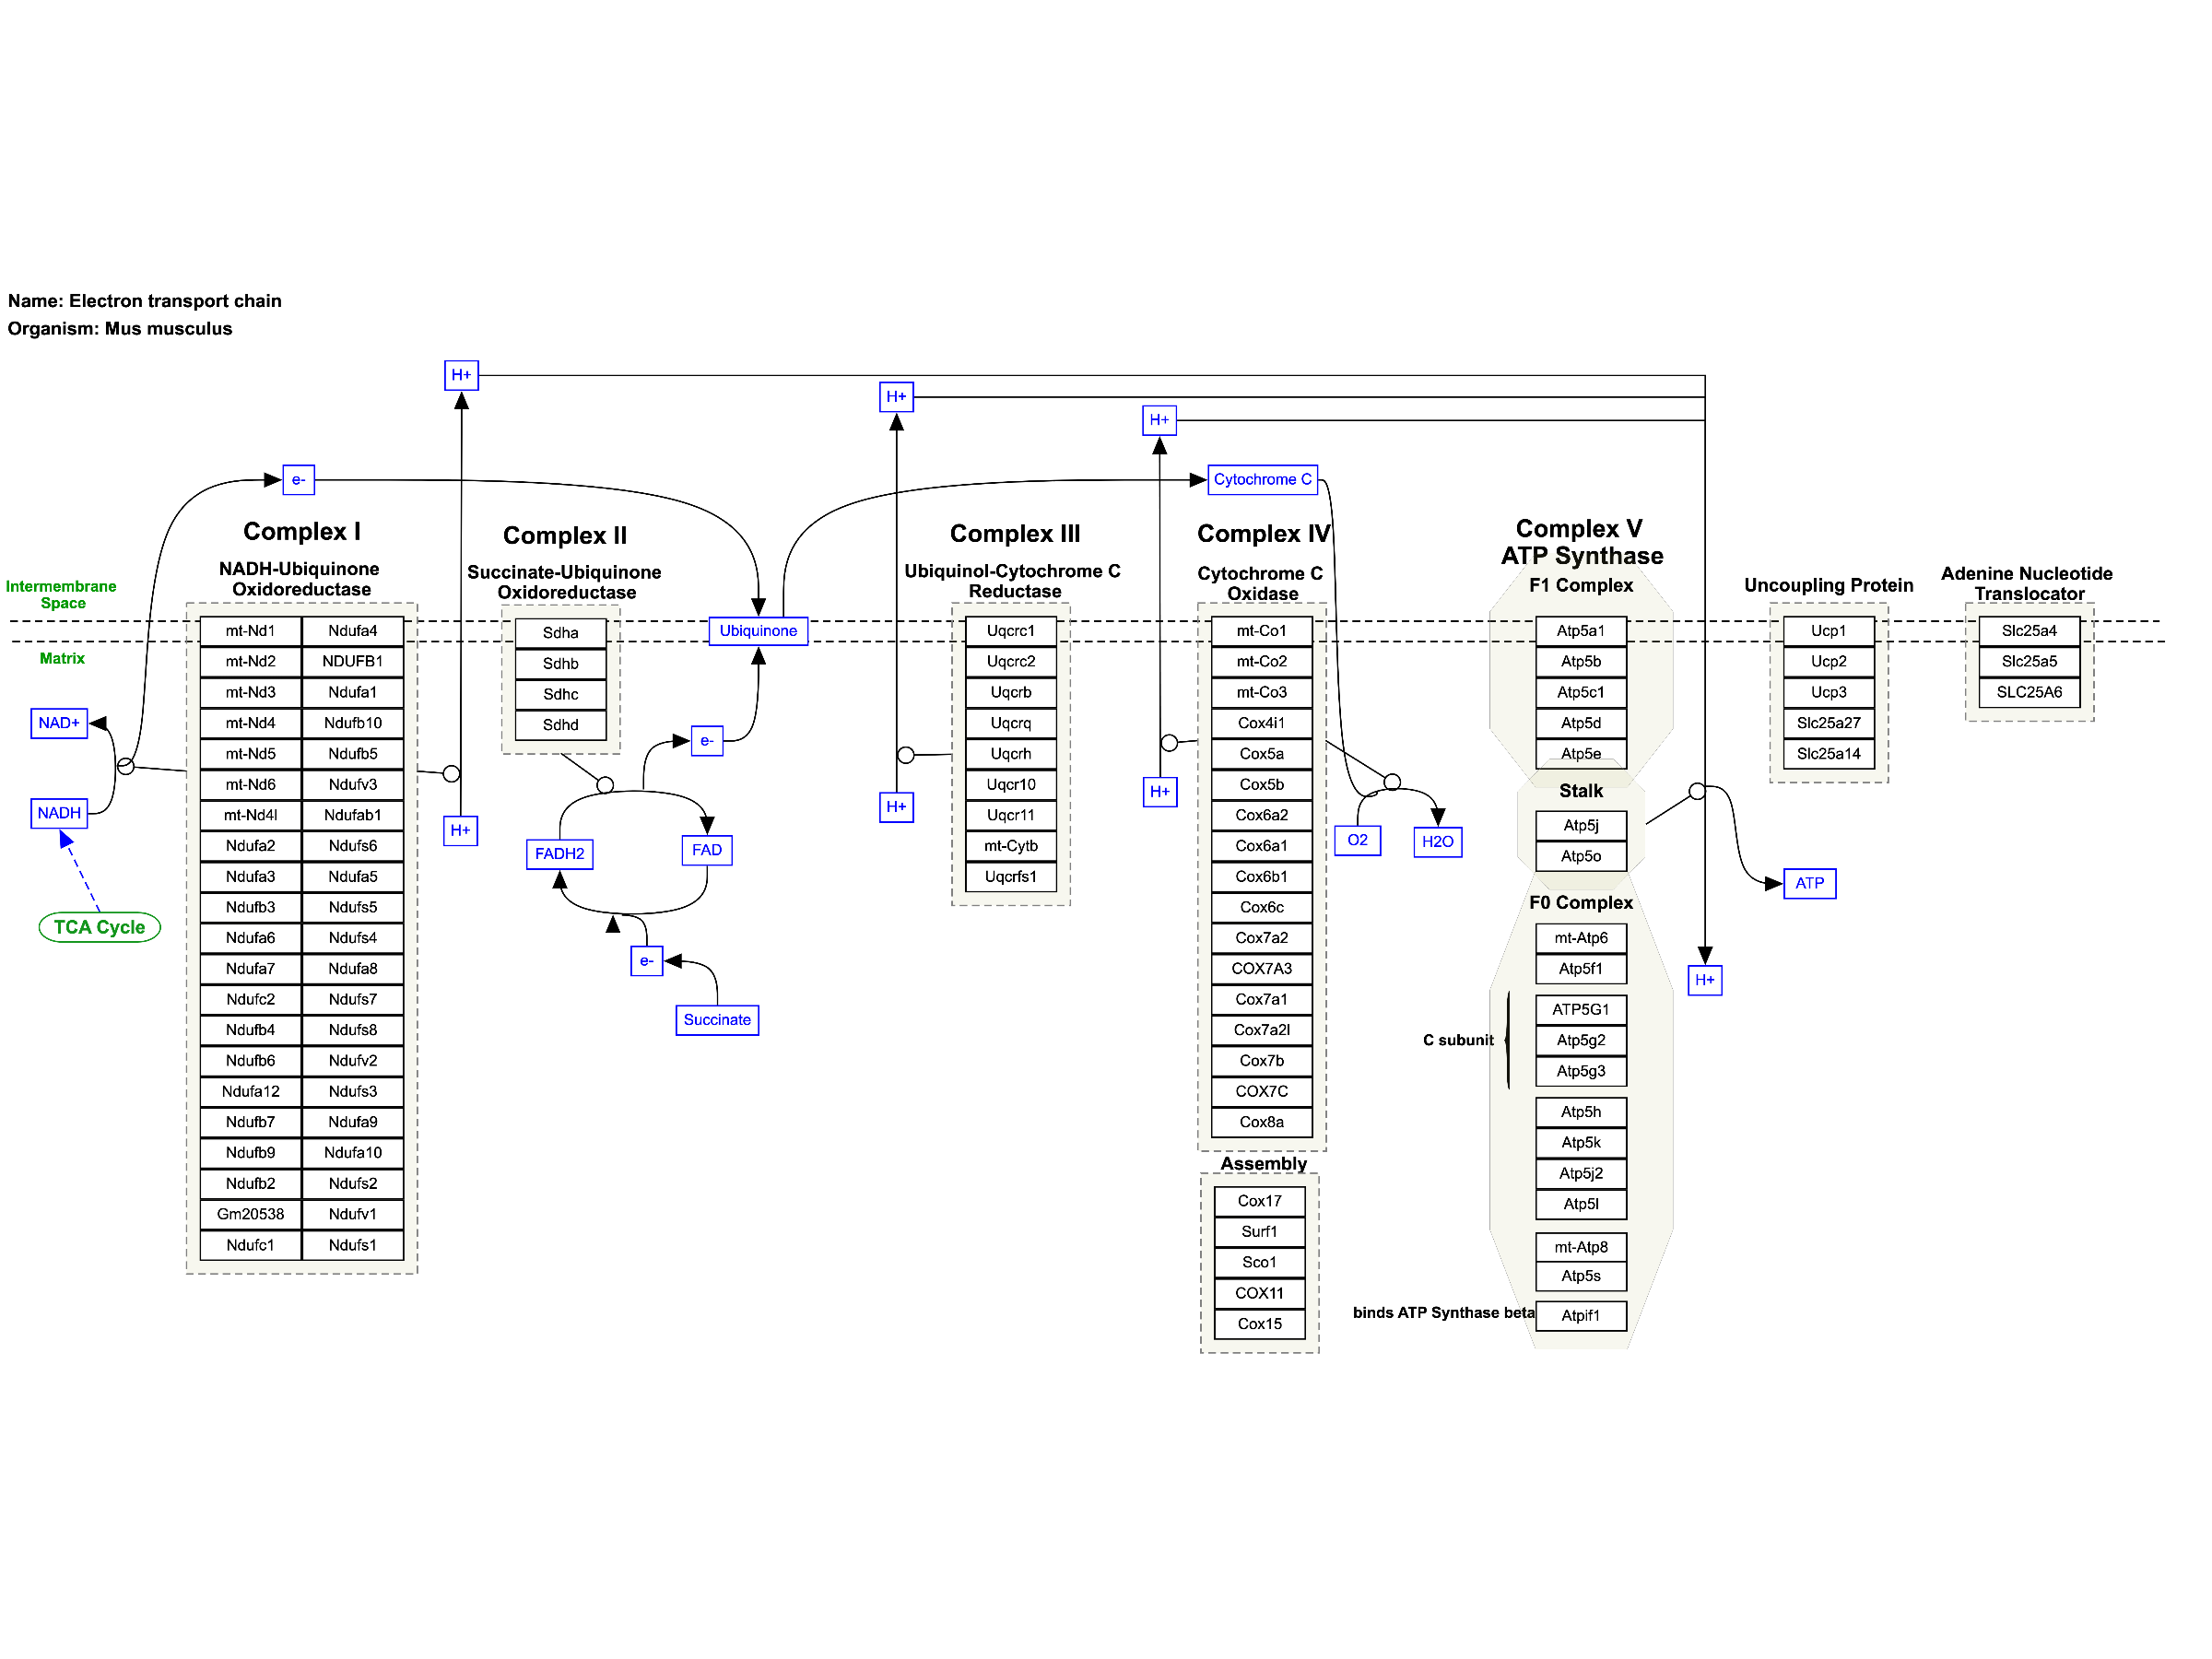 Name: Electron transport chain
Organism: Mus musculus
H+
H+
H+
e-
Cytochrome C
Complex I
NADH-Ubiquinone
Oxidoreductase
Complex II
Succinate-Ubiquinone
Oxidoreductase
Complex III
Ubiquinol-Cytochrome C
Reductase
Complex IV
Cytochrome C
Oxidase
Complex V
ATP Synthase
F1 Complex
Uncoupling Protein
Adenine Nucleotide
Translocator
Intermembrane
Space
Matrix
NAD+
NADH
TCA Cycle
mt-Nd1 Ndufa4
mt-Nd2 NDUFB1
mt-Nd3 Ndufa1
mt-Nd4 Ndufb10
mt-Nd5 Ndufb5
mt-Nd6 Ndufv3
mt-Nd4l Ndufab1
Ndufa2 Ndufs6
Ndufa3 Ndufa5
Ndufb3 Ndufs5
Ndufa6 Ndufs4
Ndufa7 Ndufa8
Ndufc2 Ndufs7
Ndufb4 Ndufs8
Ndufb6 Ndufv2
Ndufa12 Ndufs3
Ndufb7 Ndufa9
Ndufb9 Ndufa10
Ndufb2 Ndufs2
Gm20538 Ndufv1
Ndufc1 Ndufs1
H+
Sdha
Sdhb
Sdhc
Sdhd
Ubiquinone
e-
FADH2
FAD
e-
Succinate
H+
Uqcrc1
Uqcrc2
Uqcrb
Uqcrq
Uqcrh
Uqcr10
Uqcr11
mt-Cytb
Uqcrfs1
H+
mt-Co1
mt-Co2
mt-Co3
Cox4i1
Cox5a
Cox5b
Cox6a2
Cox6a1
Cox6b1
Cox6c
Cox7a2
COX7A3
Cox7a1
Cox7a2l
Cox7b
COX7C
Cox8a
Assembly
Cox17
Surf1
Sco1
COX11
Cox15
O2
H2O
Atp5a1
Atp5b
Atp5c1
Atp5d
Atp5e
Stalk
Atp5j
Atp5o
F0 Complex
mt-Atp6
Atp5f1
C subunit
ATP5G1
Atp5g2
Atp5g3
Atp5h
Atp5k
Atp5j2
Atp5l
mt-Atp8
Atp5s
binds ATP Synthase beta
Atpif1
H+
ATP
Ucp1
Ucp2
Ucp3
Slc25a27
Slc25a14
Slc25a4
Slc25a5
SLC25A6